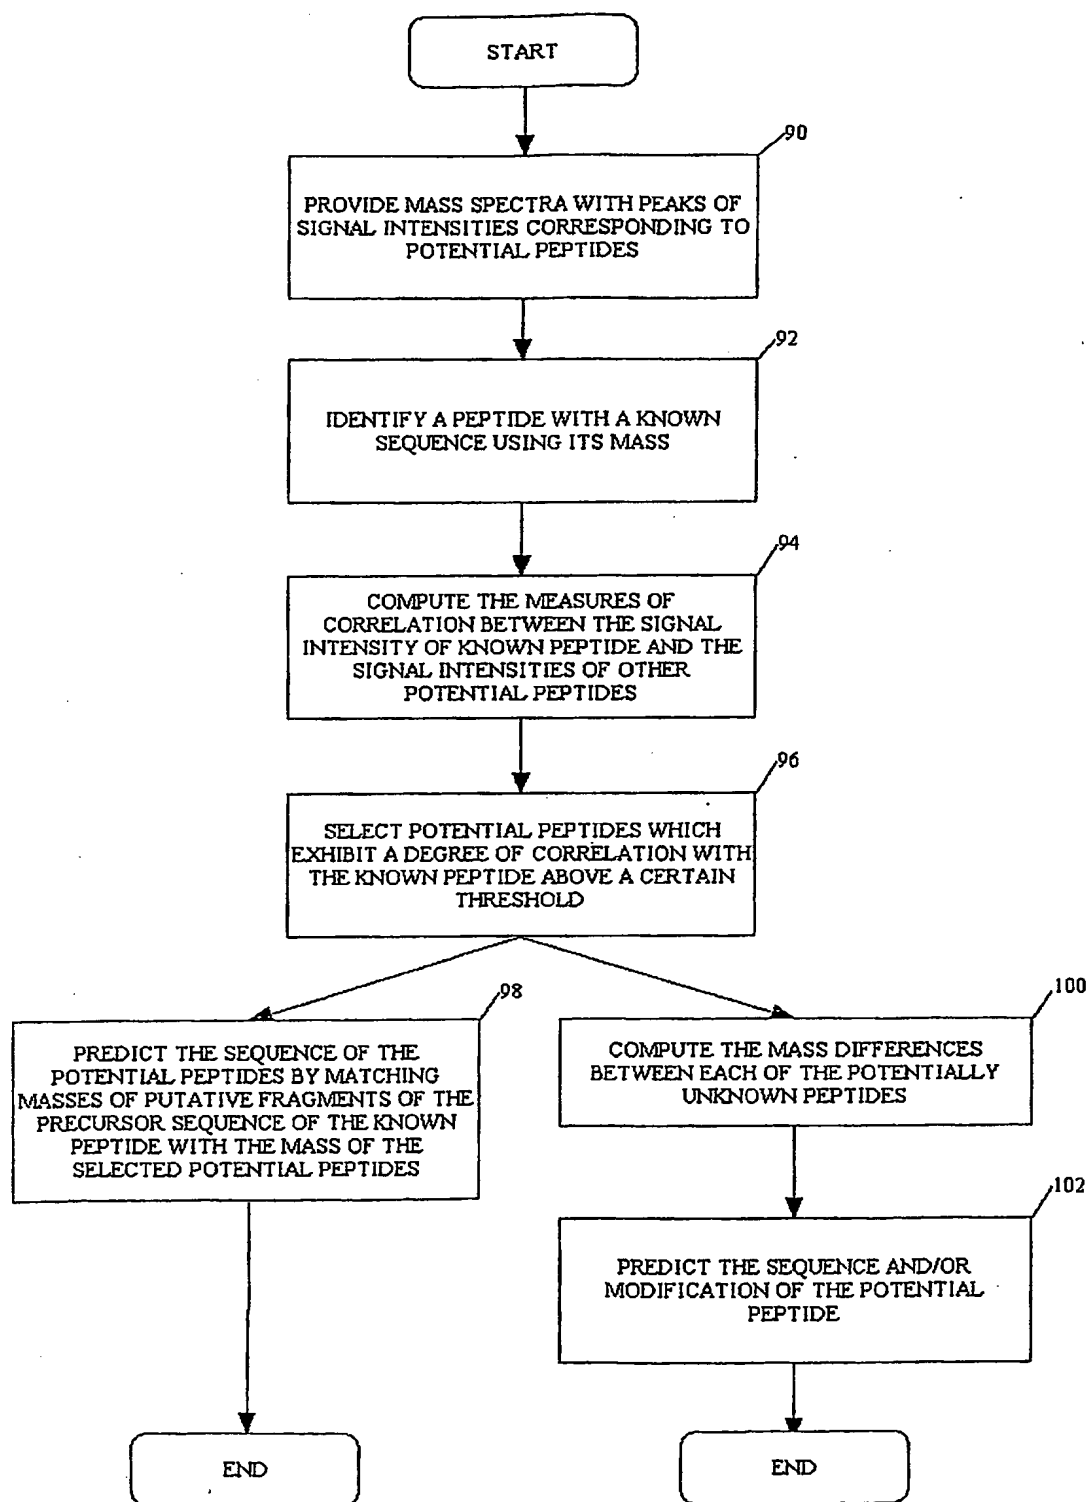 START
90
PROVIDE MASS SPECTRA WITH PEAKS OF
SIGNAL INTENSITIES CORRESPONDING TO
POTENTIAL PEPTIDES
92
IDENTIFY A PEPTIDE WITH A KNOWN
SEQUENCE USING ITS MASS
94
COMPUTE THE MEASURES OF
CORRELATION BETWEEN THE SIGNAL
INTENSITY OF KNOWN PEPTIDE AND THE
SIGNAL INTENSITIES OF OTHER
POTENTIAL PEPTIDES
96
SELECT POTENTIAL PEPTIDES WHICH
EXHIBIT A DEGREE OF CORRELATION WITH
THE KNOWN PEPTIDE ABOVE A CERTAIN
THRESHOLD
98
PREDICT THE SEQUENCE OF THE
POTENTIAL PEPTIDES BY MATCHING
MASSES OF PUTATIVE FRAGMENTS OF THE
PRECURSOR SEQUENCE OF THE KNOWN
PEPTIDE WITH THE MASS OF THE
SELECTED POTENTIAL PEPTIDES
END
100
COMPUTE THE MASS DIFFERENCES
BETWEEN EACH OF THE POTENTIALLY
UNKNOWN PEPTIDES
102
PREDICT THE SEQUENCE AND/OR
MODIFICATION OF THE POTENTIAL
PEPTIDE
END